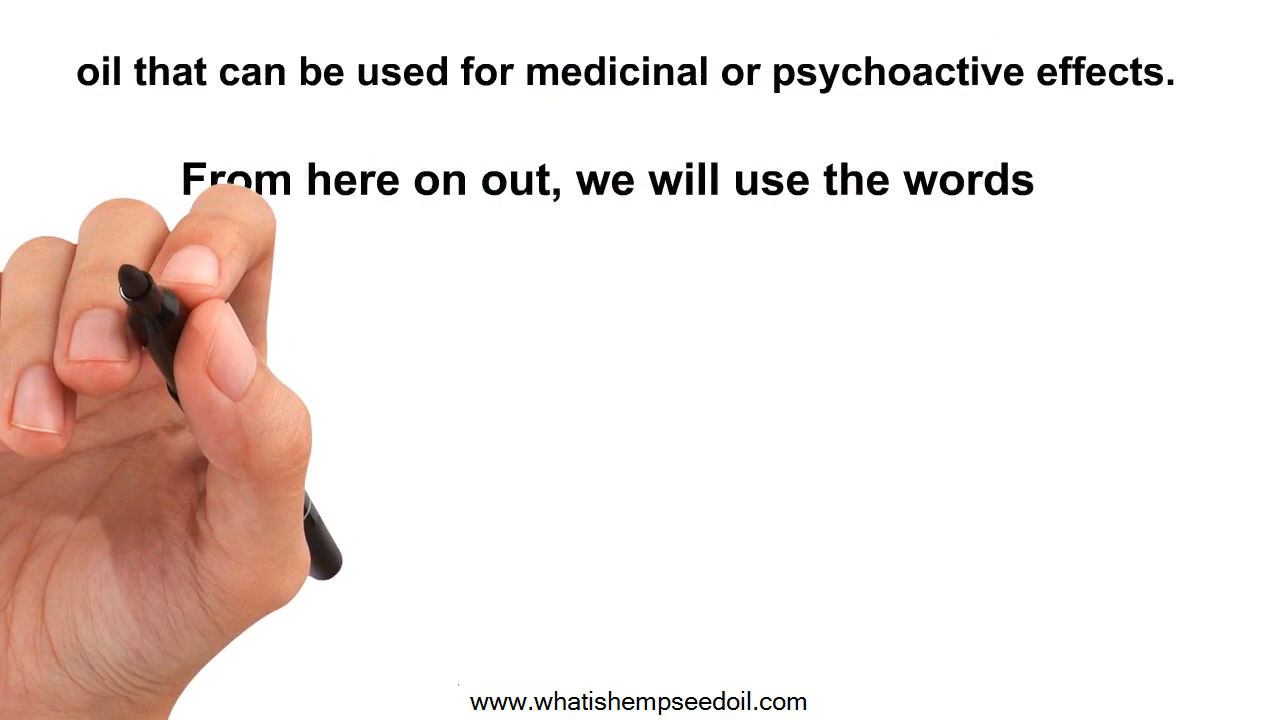 oil that can be used for medicinal or psychoactive effects.
From here on out, we will use the words
www.whatishempseedoil.com